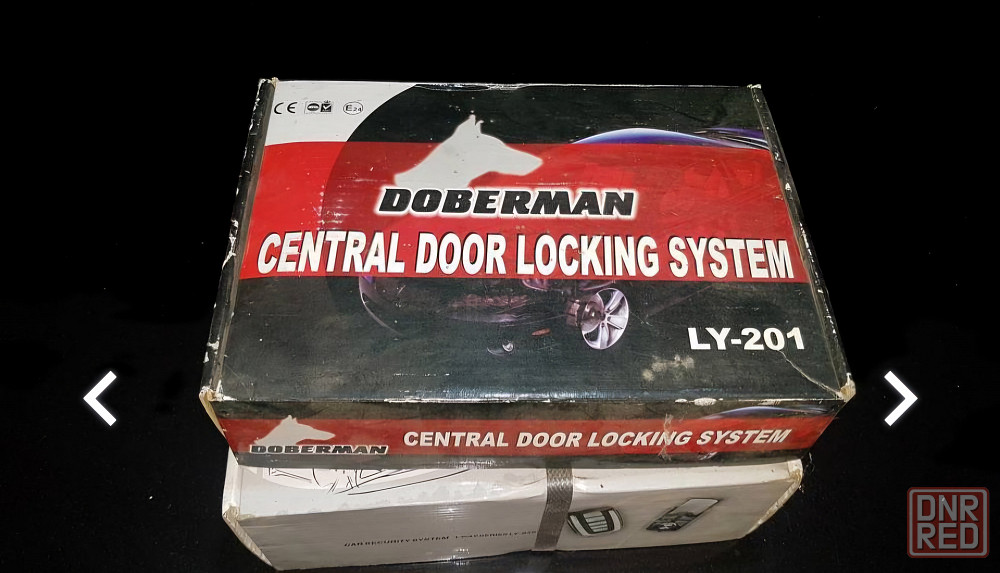 CE
E24
DOBERMAN
CENTRAL DOOR LOCKING SYSTEM
LY-201
DOBERMAN
CENTRAL DOOR LOCKING SYSTEM
CAR SECURITY SYSTEM
DNR
RED